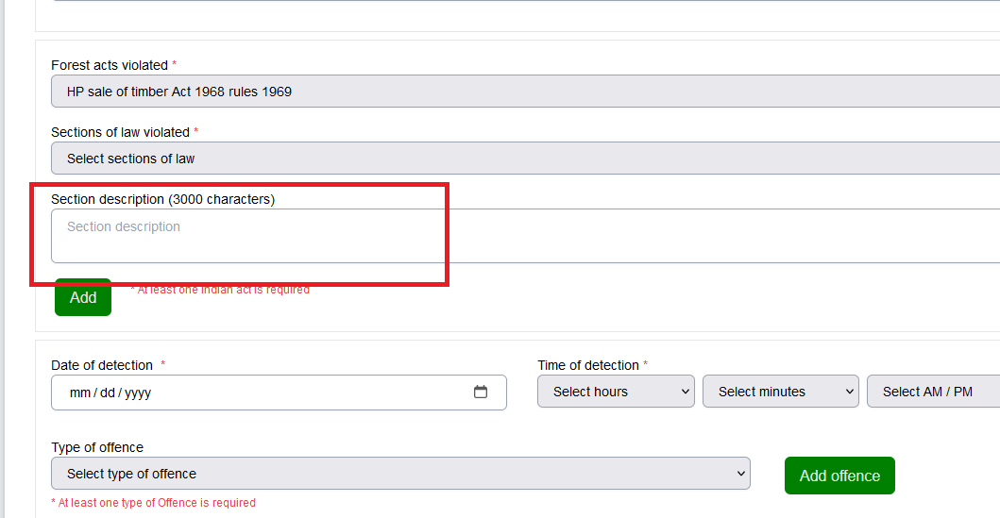 Forest acts violated *
HP sale of timber Act 1968 rules 1969
Sections of law violated *
Select sections of law
Section description (3000 characters)
Section description
Add
* At least one Indian act is required
Date of detection *
Time of detection *
mm / dd / yyyy
Select hours
Select minutes
Select AM / PM
Type of offence
Select type of offence
Add offence
* At least one type of Offence is required